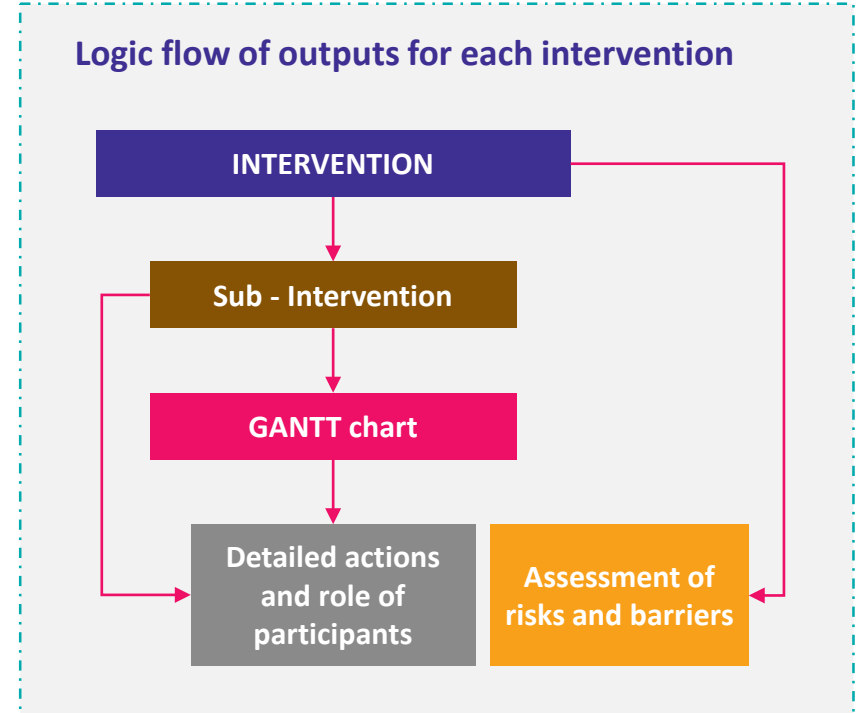 Logic flow of outputs for each intervention
INTERVENTION
Sub - Intervention
GANTT chart
Detailed actions
and role of
participants
Assessment of
risks and barriers